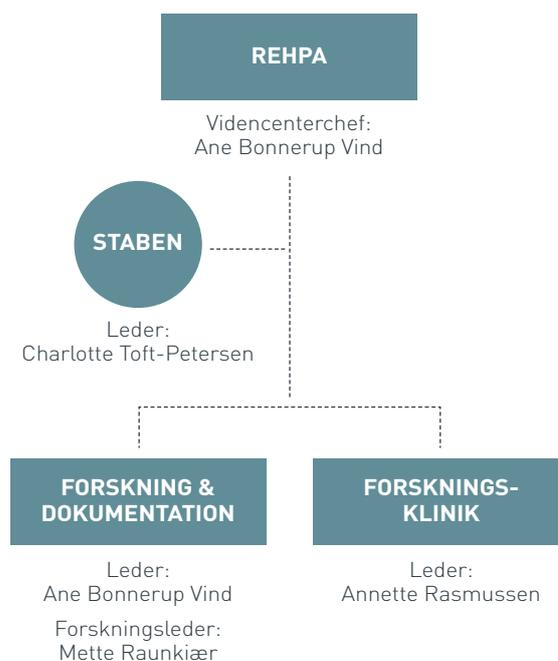 REHPA
Videncenterchef:
Ane Bonnerup Vind
STABEN
Leder:
Charlotte Toft-Petersen
FORSKNING &
DOKUMENTATION
Leder:
Ane Bonnerup Vind
Forskningsleder:
Mette Raunkiær
FORSKNINGS-
KLINIK
Leder:
Annette Rasmussen